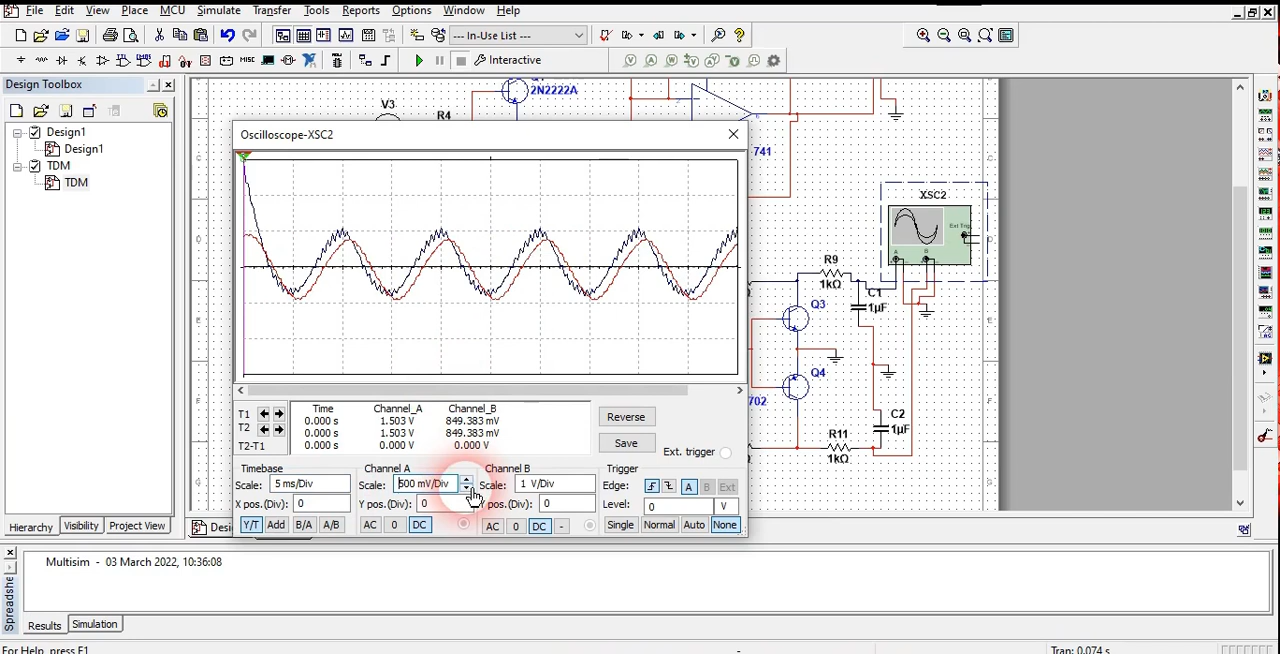 File Edit View Place MCU Simulate Transfer Tools Reports Options Window Help
--- In-Use List ---
Interactive
Design Toolbox
Design1
Design1
TDM
TDM
Hierarchy Visibility Project View
2N2222A
V3
R4
741
XSC2
Ext Trig
A B
R9
1kΩ
C1
1µF
Q3
Q4
702
C2
1µF
R11
1kΩ
Oscilloscope-XSC2
Time Channel_A Channel_B
T1 0.000 s 1.503 V 849.383 mV
T2 0.000 s 1.503 V 849.383 mV
T2-T1 0.000 s 0.000 V 0.000 V
Reverse
Save
Ext. trigger
Timebase
Scale: 5 ms/Div
X pos.(Div): 0
Y/T Add B/A A/B
Channel A
Scale: 500 mV/Div
Y pos.(Div): 0
AC 0 DC
Channel B
Scale: 1 V/Div
pos.(Div): 0
AC 0 DC -
Trigger
Edge: A B Ext
Level: 0 V
Single Normal Auto None
Multisim - 03 March 2022, 10:36:08
Results Simulation
For Help, press F1
Tran: 0.074 s